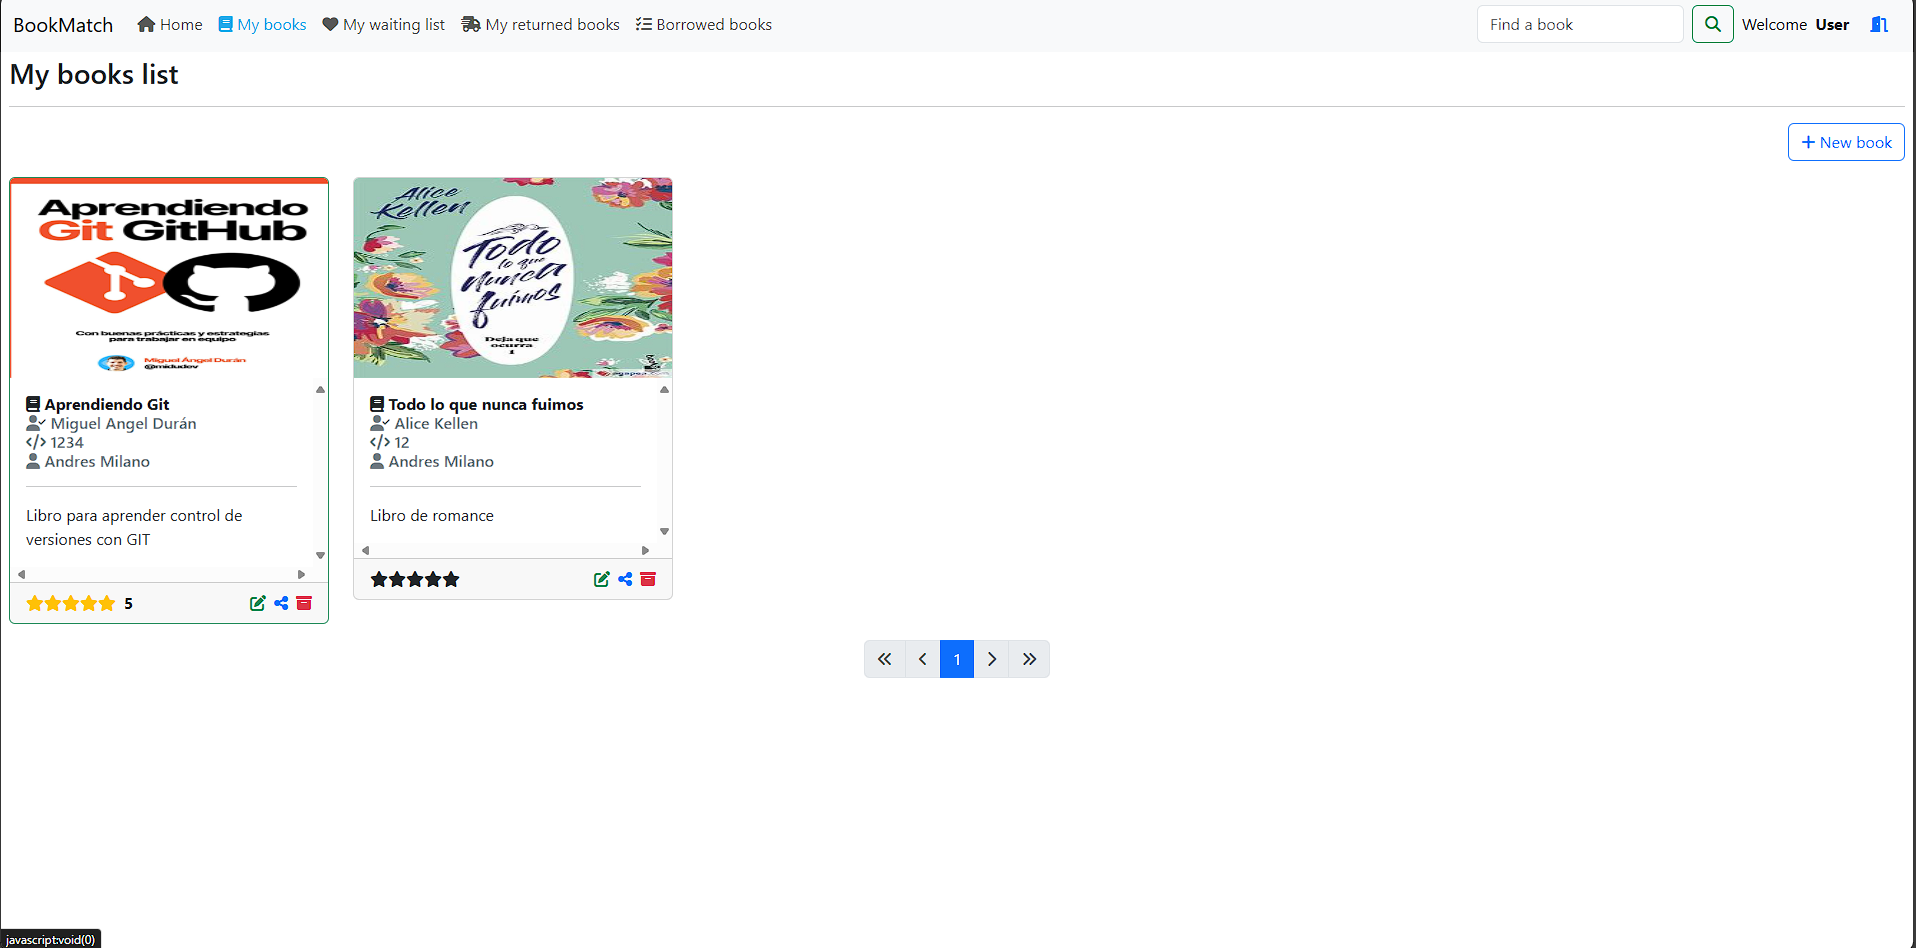 BookMatch Home My books My waiting list My returned books Borrowed books Find a book Welcome User
My books list
+ New book
Aprendiendo
Git GitHub
Con buenas prácticas y estrategias
para trabajar en equipo
Miguel Ángel Durán
@midudev
Aprendiendo Git
Miguel Angel Durán
1234
Andres Milano
Libro para aprender control de
versiones con GIT
5
Alice
Kellen
Todo
lo que
nunca
fuimos
Deja que
ocurra
1
Todo lo que nunca fuimos
Alice Kellen
12
Andres Milano
Libro de romance
« ‹ 1 › »
javascript:void(0)